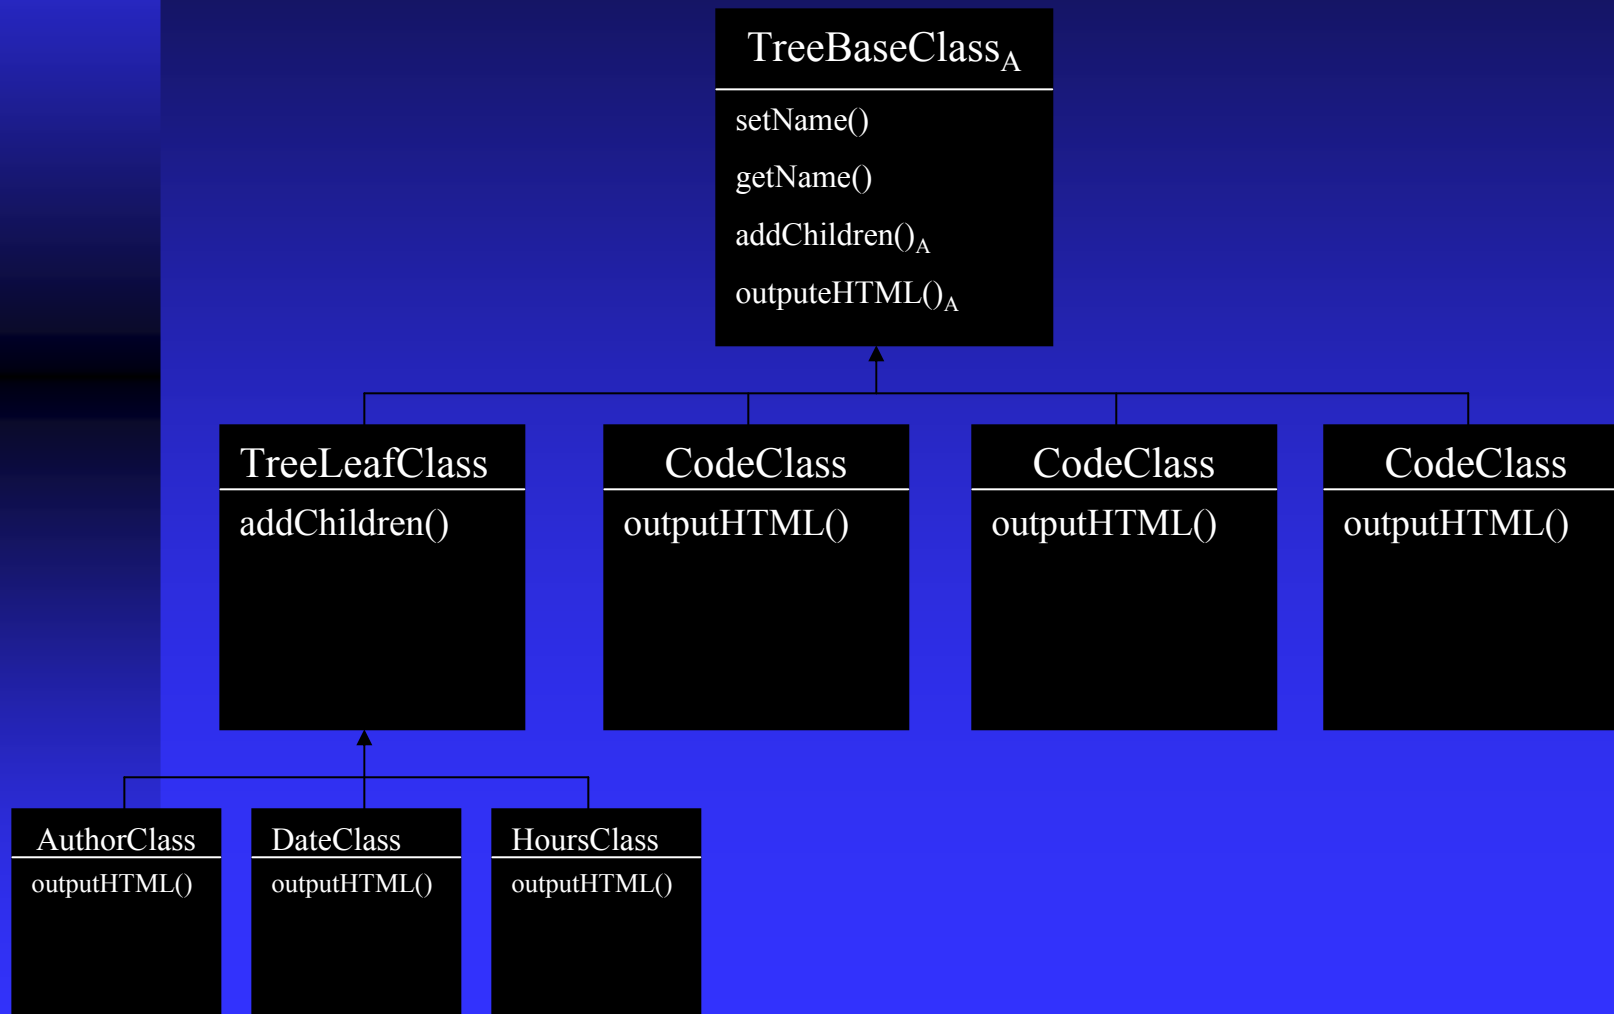 TreeBaseClassA
setName()
getName()
addChildren()A
outputeHTML()A
TreeLeafClass
addChildren()
CodeClass
outputHTML()
CodeClass
outputHTML()
CodeClass
outputHTML()
AuthorClass
outputHTML()
DateClass
outputHTML()
HoursClass
outputHTML()